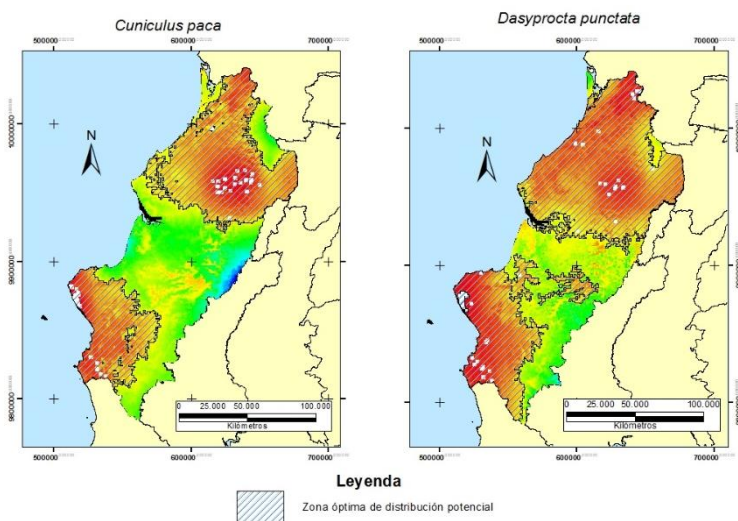 Cuniculus paca
Dasyprocta punctata
500000 600000 700000
500000 600000 700000
N
N
0 25.000 50.000 100.000
Kilómetros
0 25.000 50.000 100.000
Kilómetros
500000 600000 700000
500000 600000 700000
Leyenda
Zona óptima de distribución potencial